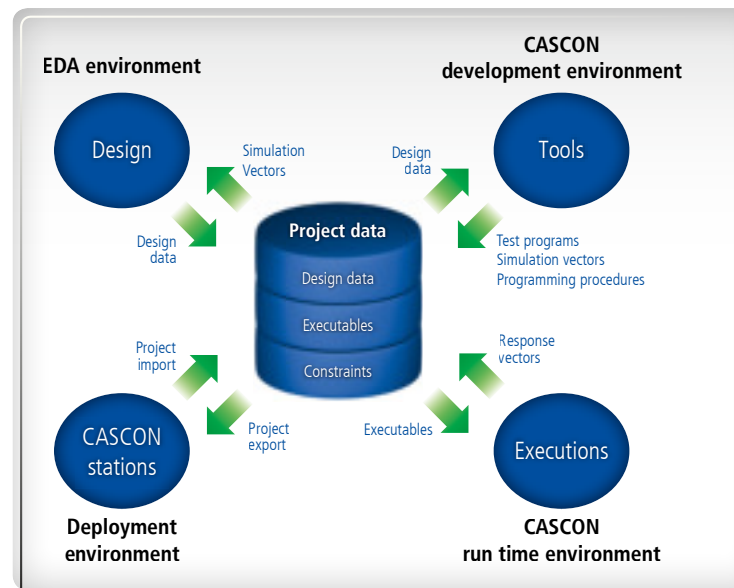 EDA environment
CASCON
development environment
Design
Tools
Simulation
Vectors
Design
data
Design
data
Test programs
Simulation vectors
Programming procedures
Project data
Design data
Executables
Constraints
Project
import
Response
vectors
Project
export
Executables
CASCON
stations
Executions
Deployment
environment
CASCON
run time environment